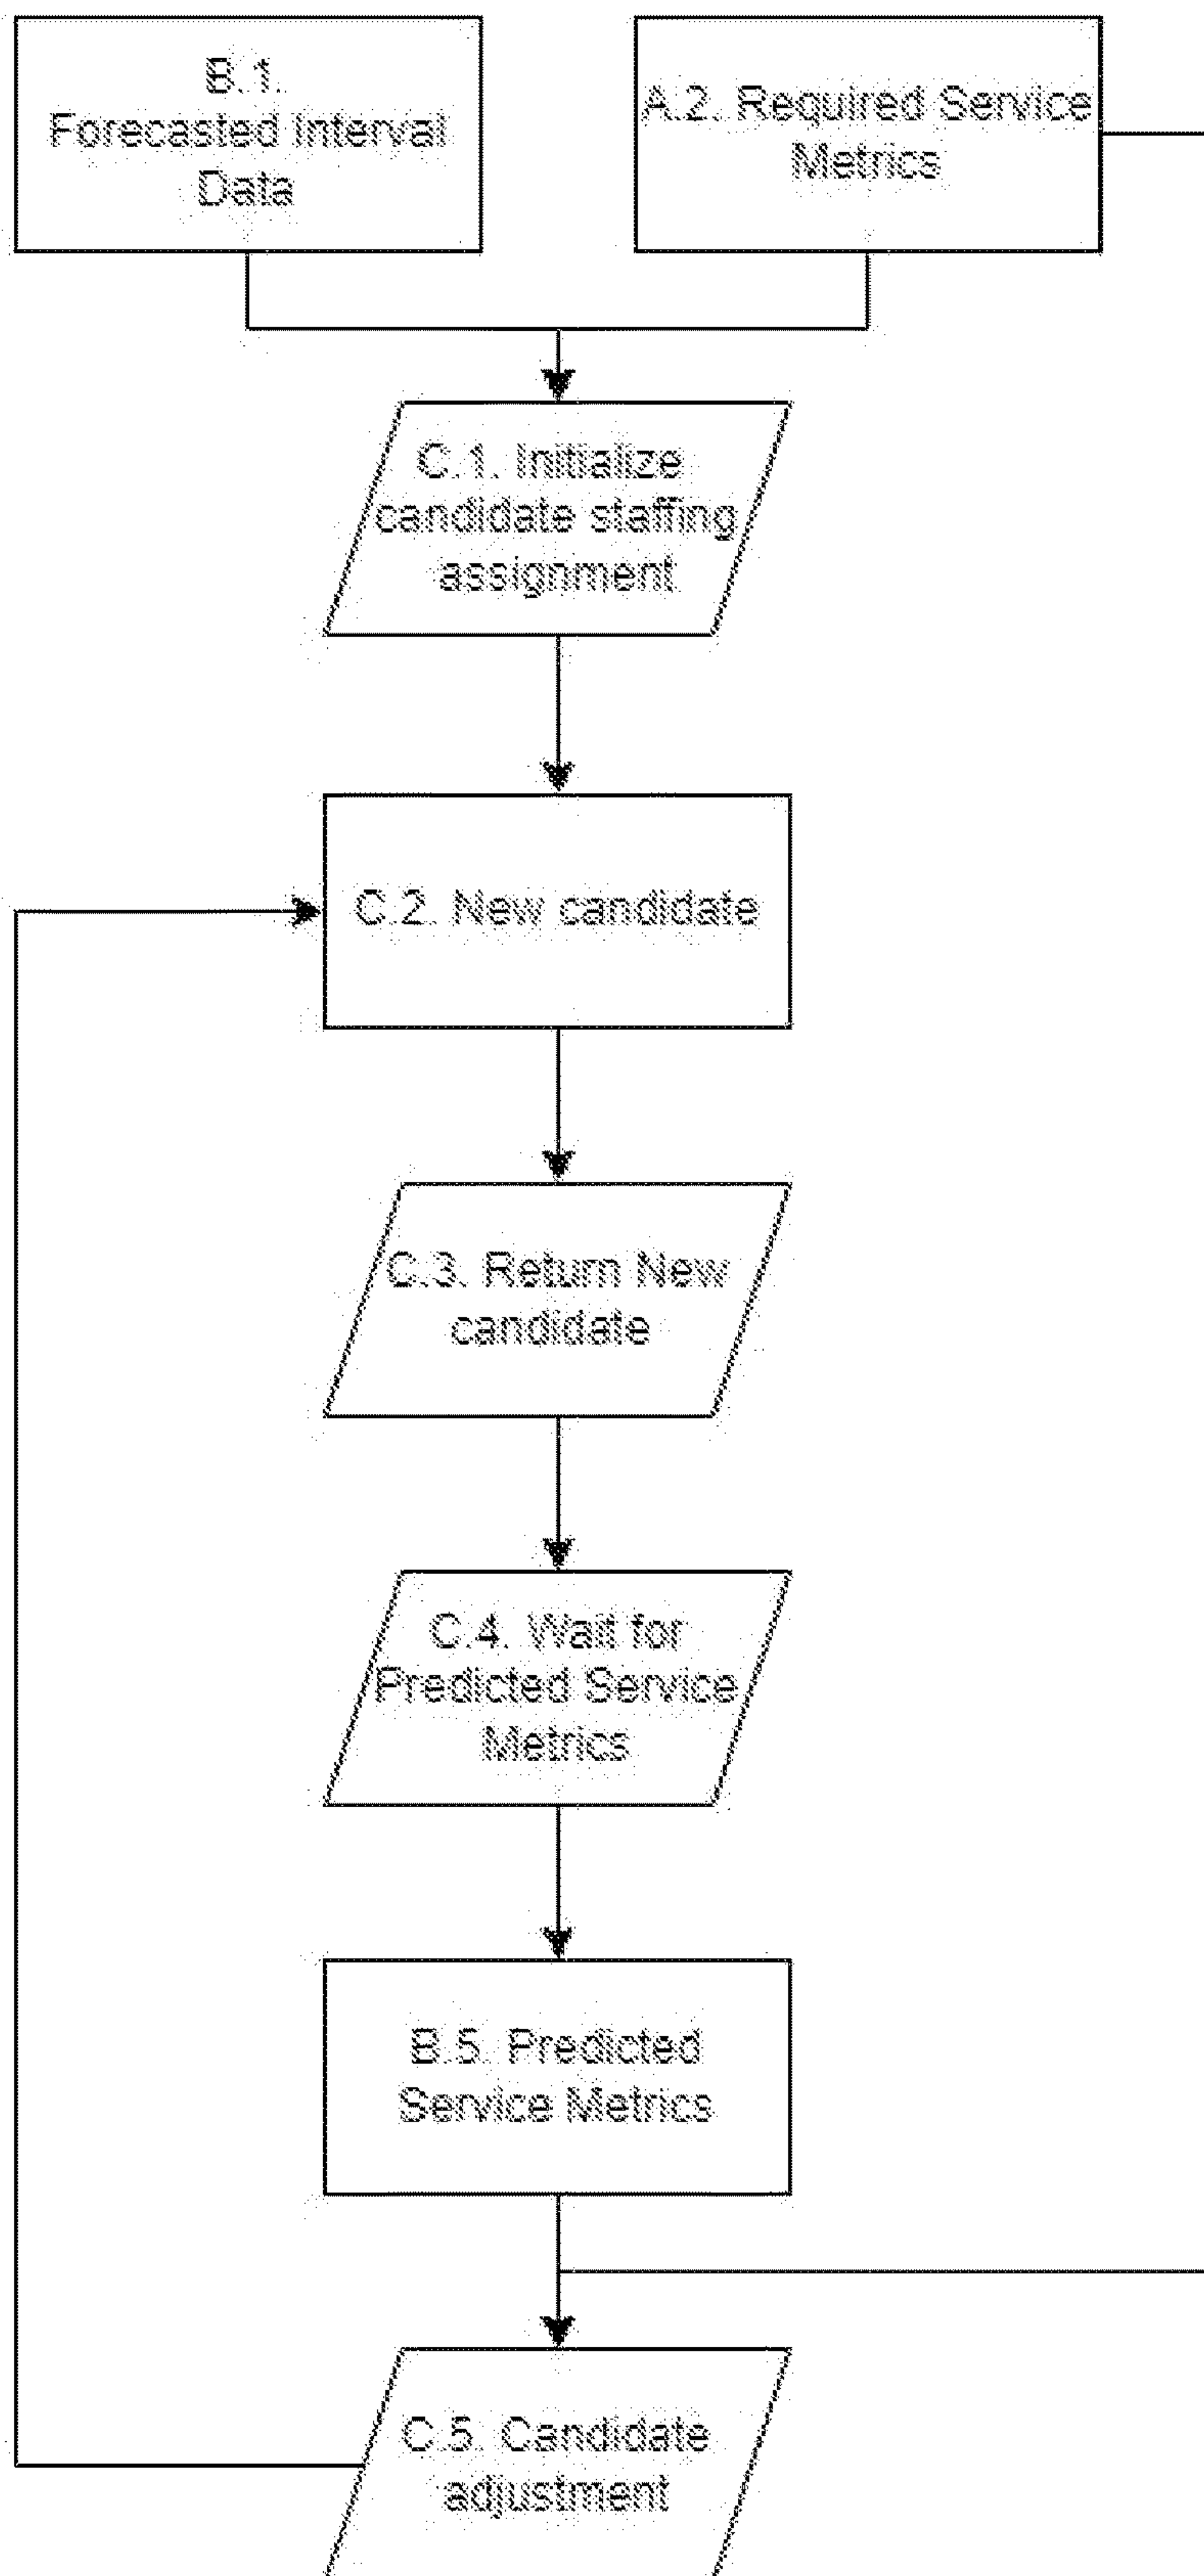 B.1.
Forecasted Interval
Data
A.2. Required Service
Metrics
C.1. Initialize
candidate staffing
assignment
C.2. New candidate
C.3. Return New
candidate
C.4. Wait for
Predicted Service
Metrics
B.5. Predicted
Service Metrics
C.5. Candidate
adjustment